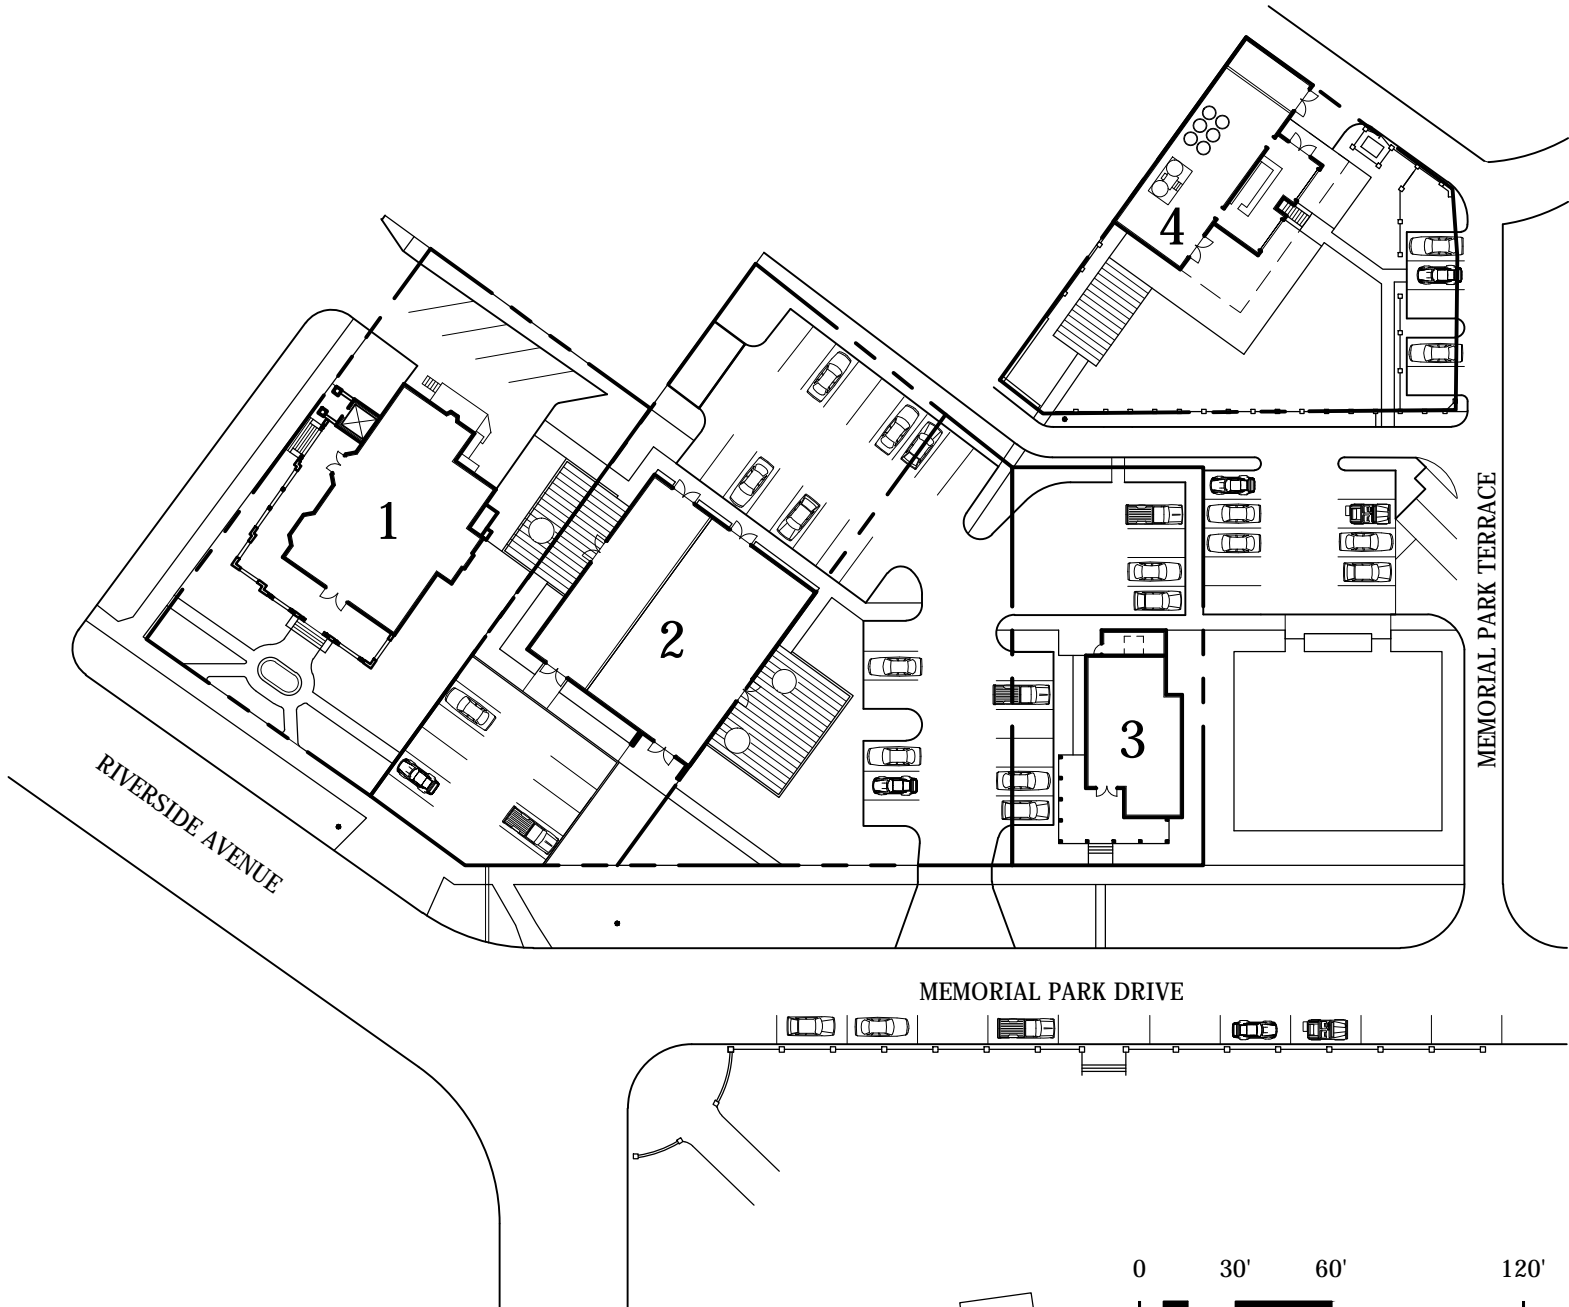 4
1
2
3
MEMORIAL PARK TERRACE
RIVERSIDE AVENUE
MEMORIAL PARK DRIVE
0 30' 60' 120'